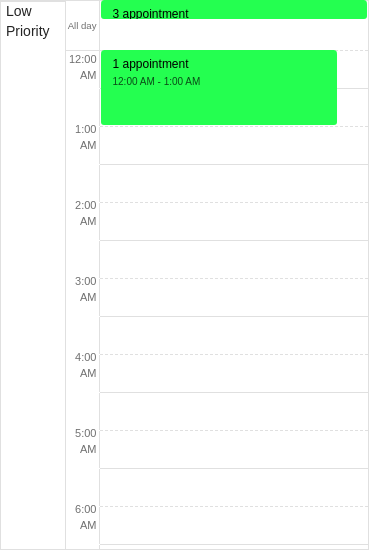 Low
Priority
All day
3 appointment
12:00
AM
1 appointment
12:00 AM - 1:00 AM
1:00
AM
2:00
AM
3:00
AM
4:00
AM
5:00
AM
6:00
AM